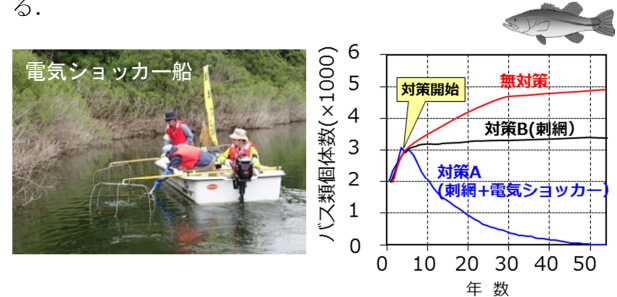 る.
電気ショッカー船
バス類個体数(×1000)
6
5
4
3
2
1
0
対策開始
無対策
対策B(刺網)
対策A
(刺網+電気ショッカー)
0 10 20 30 40 50
年 数